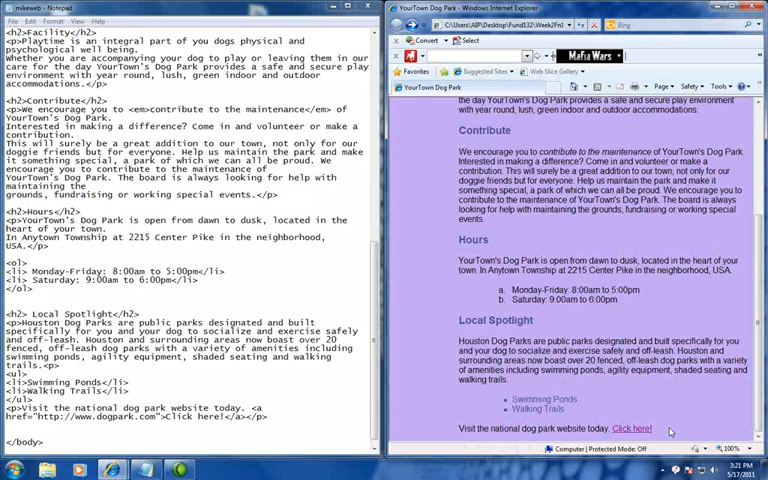 mikeweb - Notepad
File Edit Format View Help
<h2>Facility</h2>
<p>Playtime is an integral part of you dogs physical and
psychological well being.
Whether you are accompanying your dog to play or leaving them in our
care for the day YourTown's Dog Park provides a safe and secure play
environment with year round, lush, green indoor and outdoor
accommodations.</p>
<h2>Contribute</h2>
<p>We encourage you to <em>contribute to the maintenance</em> of
YourTown's Dog Park.
Interested in making a difference? Come in and volunteer or make a
contribution.
This will surely be a great addition to our town, not only for our
doggie friends but for everyone. Help us maintain the park and make
it something special, a park of which we can all be proud. We
encourage you to contribute to the maintenance of
YourTown's Dog Park. The board is always looking for help with
maintaining the
grounds, fundraising or working special events.</p>
<h2>Hours</h2>
<p>YourTown's Dog Park is open from dawn to dusk, located in the
heart of your town.
In Anytown Township at 2215 Center Pike in the neighborhood,
USA.</p>
<ol>
<li> Monday-Friday: 8:00am to 5:00pm</li>
<li> Saturday: 9:00am to 6:00pm</li>
</ol>
<h2> Local Spotlight</h2>
<p>Houston Dog Parks are public parks designated and built
specifically for you and your dog to socialize and exercise safely
and off-leash. Houston and surrounding areas now boast over 20
fenced, off-leash dog parks with a variety of amenities including
swimming ponds, agility equipment, shaded seating and walking
trails.<p>
<ul>
<li>Swimming Ponds</li>
<li>Walking Trails</li>
</ul>
<p>Visit the national dog park website today. <a
href="http://www.dogpark.com">Click here!</a></p>
</body>
YourTown Dog Park - Windows Internet Explorer
Bing
Convert Select
Mafia Wars
Favorites Suggested Sites Web Slice Gallery
YourTown Dog Park
Page Safety Tools
the day YourTown's Dog Park provides a safe and secure play environment
with year round, lush, green indoor and outdoor accommodations.
Contribute
We encourage you to contribute to the maintenance of YourTown's Dog Park.
Interested in making a difference? Come in and volunteer or make a
contribution. This will surely be a great addition to our town, not only for our
doggie friends but for everyone. Help us maintain the park and make it
something special, a park of which we can all be proud. We encourage you to
contribute to the maintenance of YourTown's Dog Park. The board is always
looking for help with maintaining the grounds, fundraising or working special
events.
Hours
YourTown's Dog Park is open from dawn to dusk, located in the heart of your
town. In Anytown Township at 2215 Center Pike in the neighborhood, USA.
a. Monday-Friday: 8:00am to 5:00pm
b. Saturday: 9:00am to 6:00pm
Local Spotlight
Houston Dog Parks are public parks designated and built specifically for you
and your dog to socialize and exercise safely and off-leash. Houston and
surrounding areas now boast over 20 fenced, off-leash dog parks with a variety
of amenities including swimming ponds, agility equipment, shaded seating and
walking trails.
Swimming Ponds
Walking Trails
Visit the national dog park website today. Click here!
Computer | Protected Mode: Off
100%
3:21 PM
5/17/2011